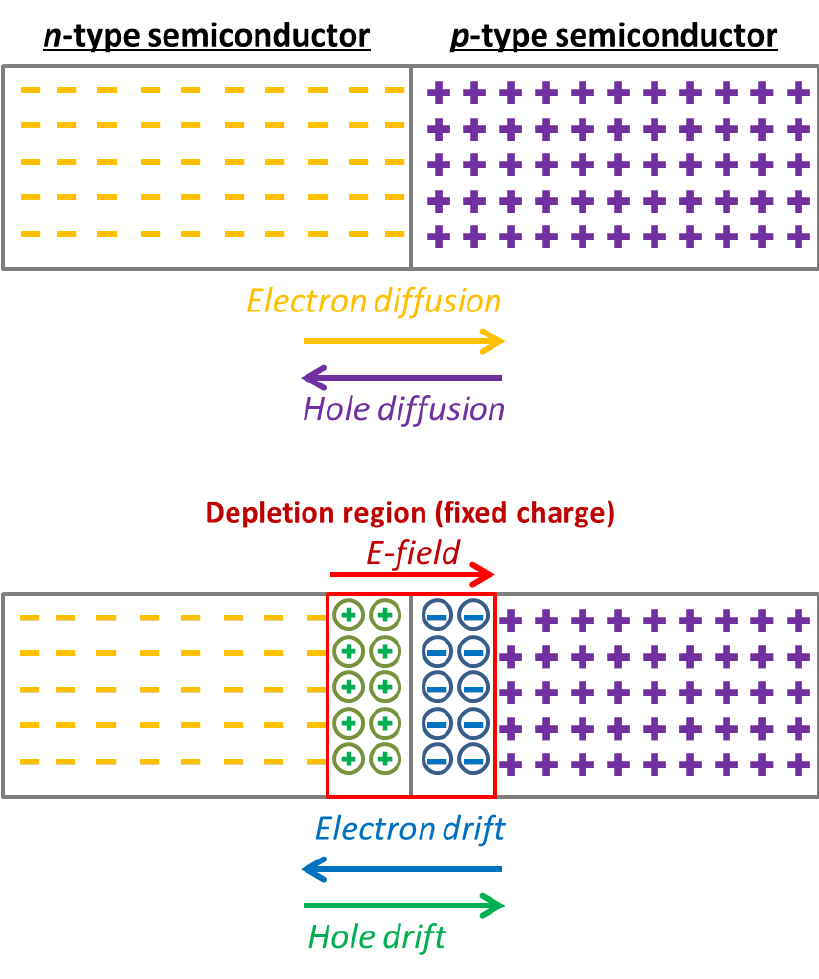 n-type semiconductor
p-type semiconductor
Electron diffusion
Hole diffusion
Depletion region (fixed charge)
E-field
Electron drift
Hole drift